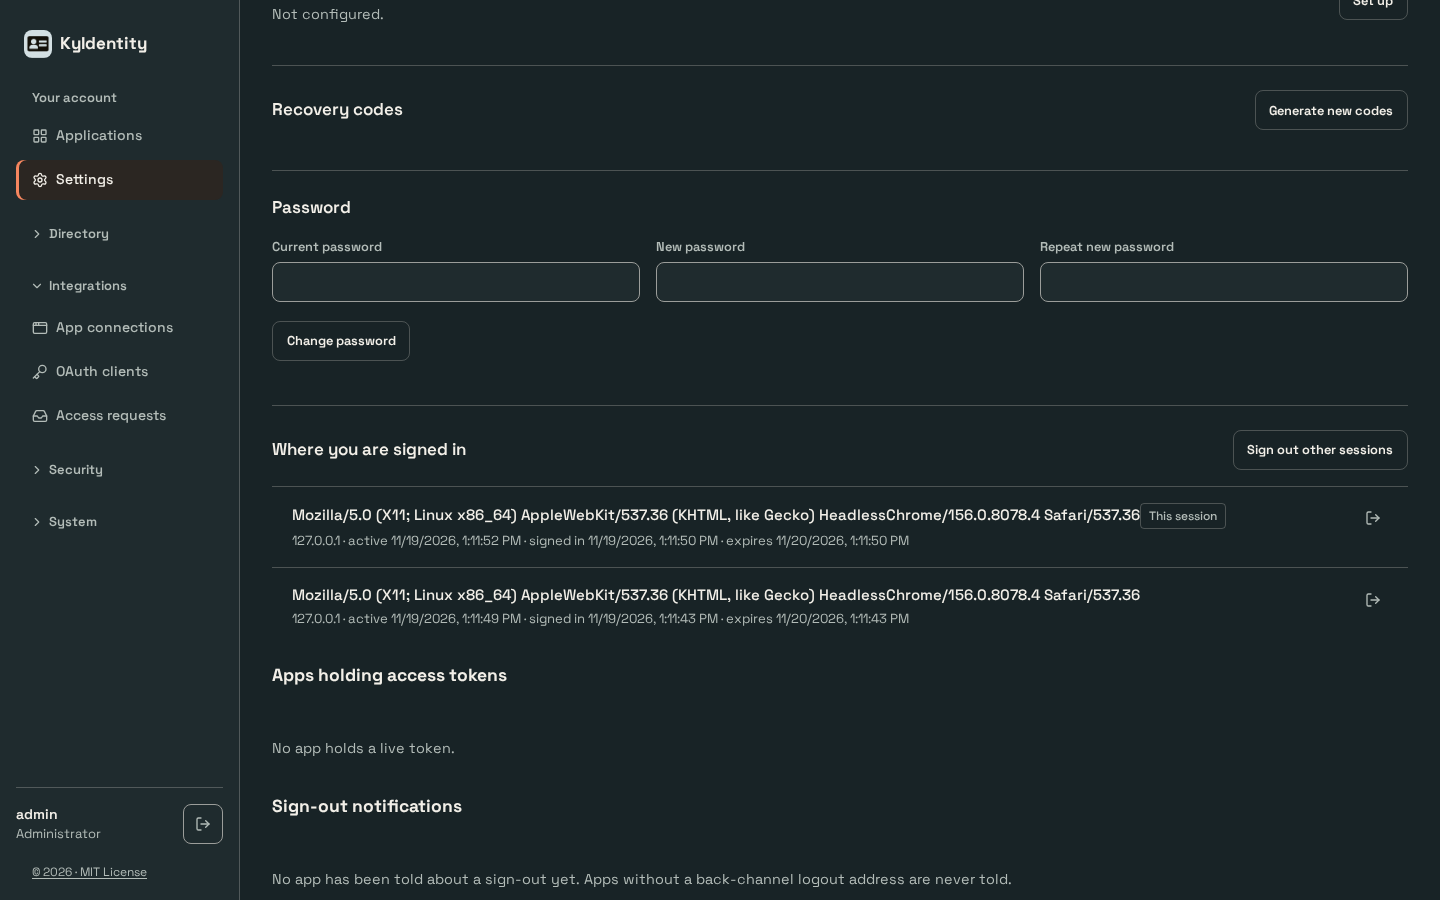 KyIdentity
Your account
Applications
Settings
Directory
Integrations
App connections
OAuth clients
Access requests
Security
System
admin
Administrator
© 2026 · MIT License
Not configured.
Set up
Recovery codes
Generate new codes
Password
Current password
New password
Repeat new password
Change password
Where you are signed in
Sign out other sessions
Mozilla/5.0 (X11; Linux x86_64) AppleWebKit/537.36 (KHTML, like Gecko) HeadlessChrome/156.0.8078.4 Safari/537.36 This session
127.0.0.1 · active 11/19/2026, 1:11:52 PM · signed in 11/19/2026, 1:11:50 PM · expires 11/20/2026, 1:11:50 PM
Mozilla/5.0 (X11; Linux x86_64) AppleWebKit/537.36 (KHTML, like Gecko) HeadlessChrome/156.0.8078.4 Safari/537.36
127.0.0.1 · active 11/19/2026, 1:11:49 PM · signed in 11/19/2026, 1:11:43 PM · expires 11/20/2026, 1:11:43 PM
Apps holding access tokens
No app holds a live token.
Sign-out notifications
No app has been told about a sign-out yet. Apps without a back-channel logout address are never told.